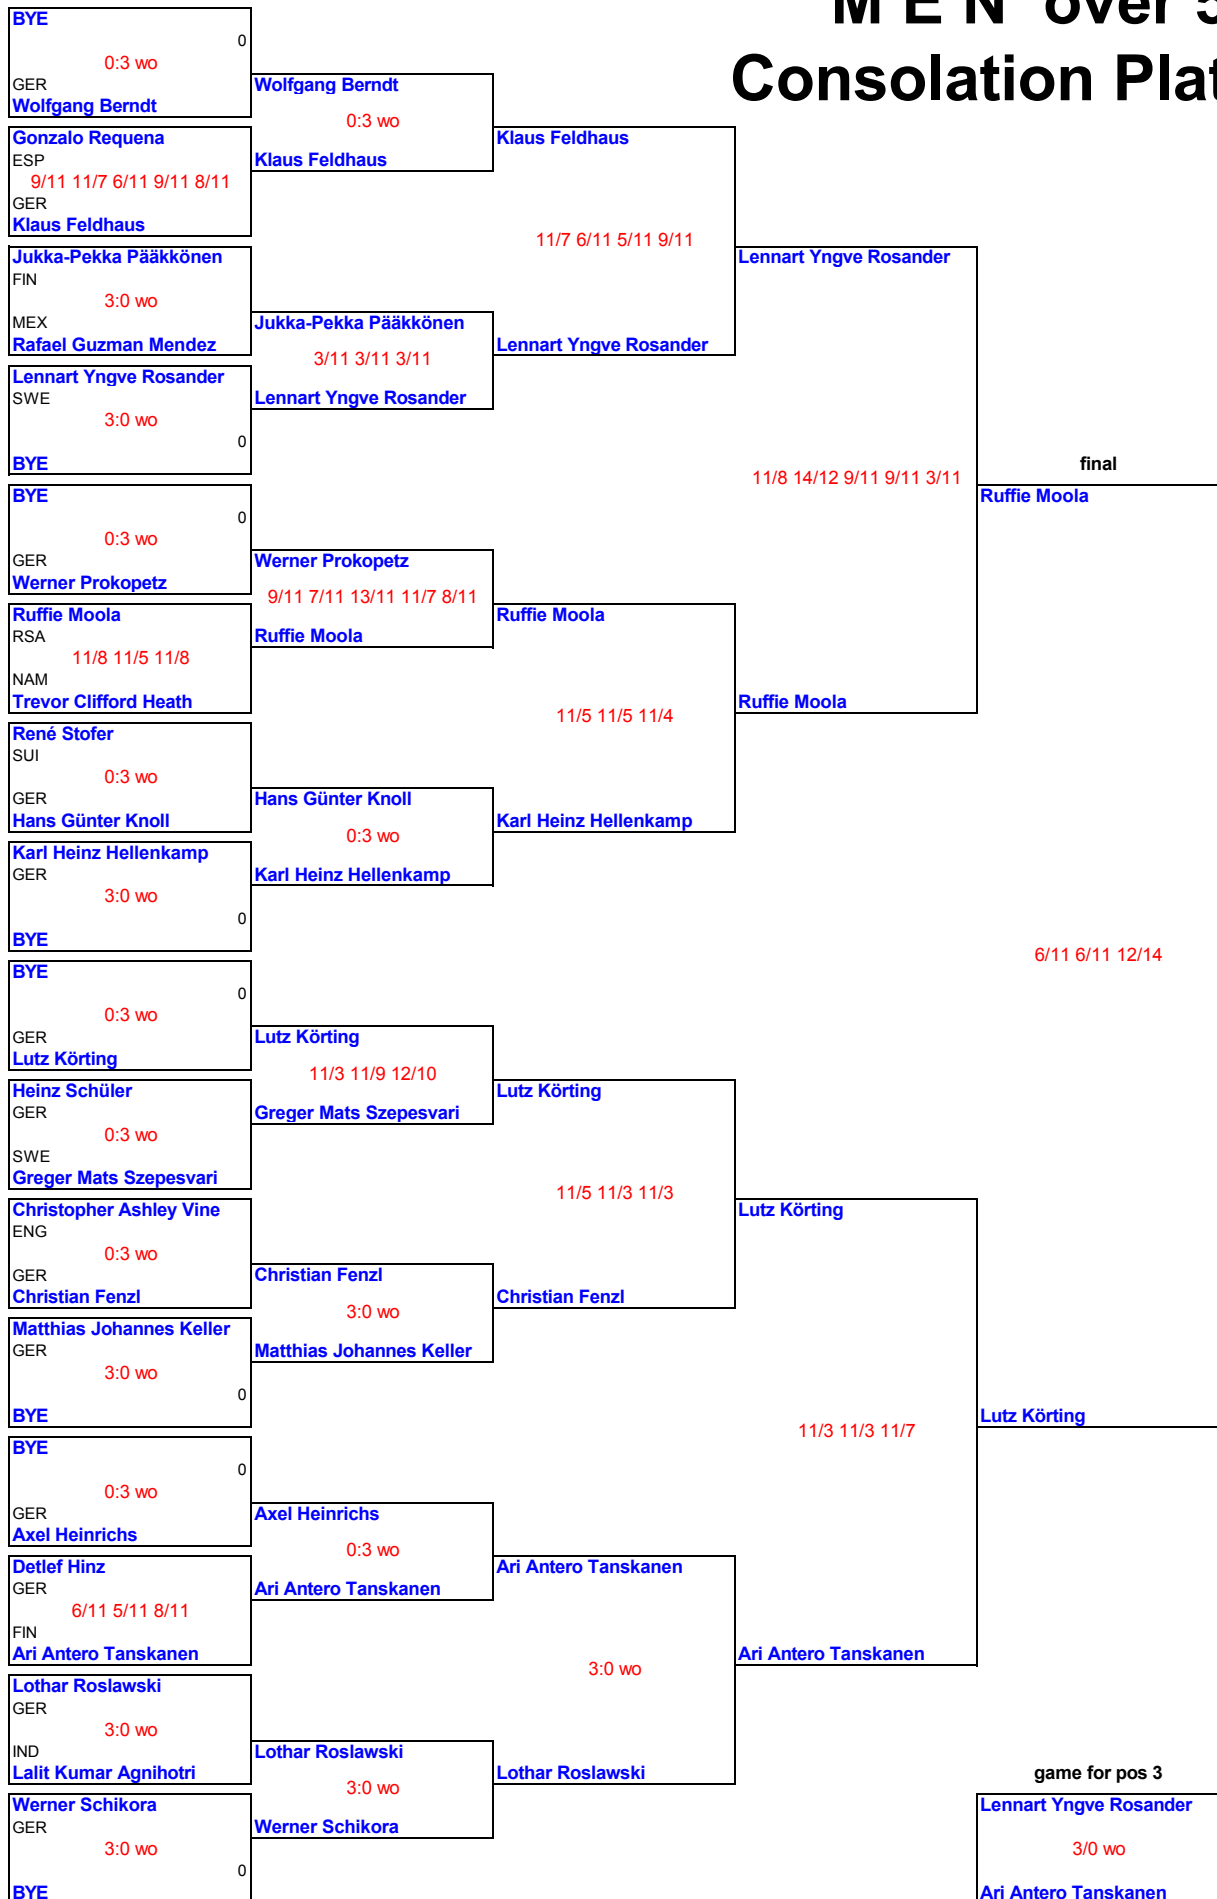 M E N over 5
Consolation Plat
BYE
0
0:3 wo
GER
Wolfgang Berndt
Gonzalo Requena
ESP
9/11 11/7 6/11 9/11 8/11
GER
Klaus Feldhaus
Jukka-Pekka Pääkkönen
FIN
3:0 wo
MEX
Rafael Guzman Mendez
Lennart Yngve Rosander
SWE
3:0 wo
0
BYE
BYE
0
0:3 wo
GER
Werner Prokopetz
Ruffie Moola
RSA
11/8 11/5 11/8
NAM
Trevor Clifford Heath
René Stofer
SUI
0:3 wo
GER
Hans Günter Knoll
Karl Heinz Hellenkamp
GER
3:0 wo
0
BYE
BYE
0
0:3 wo
GER
Lutz Körting
Heinz Schüler
GER
0:3 wo
SWE
Greger Mats Szepesvari
Christopher Ashley Vine
ENG
0:3 wo
GER
Christian Fenzl
Matthias Johannes Keller
GER
3:0 wo
0
BYE
BYE
0
0:3 wo
GER
Axel Heinrichs
Detlef Hinz
GER
6/11 5/11 8/11
FIN
Ari Antero Tanskanen
Lothar Roslawski
GER
3:0 wo
IND
Lalit Kumar Agnihotri
Werner Schikora
GER
3:0 wo
0
BYE
Wolfgang Berndt
0:3 wo
Klaus Feldhaus
Jukka-Pekka Pääkkönen
3/11 3/11 3/11
Lennart Yngve Rosander
Werner Prokopetz
9/11 7/11 13/11 11/7 8/11
Ruffie Moola
Hans Günter Knoll
0:3 wo
Karl Heinz Hellenkamp
Lutz Körting
11/3 11/9 12/10
Greger Mats Szepesvari
Christian Fenzl
3:0 wo
Matthias Johannes Keller
Axel Heinrichs
0:3 wo
Ari Antero Tanskanen
Lothar Roslawski
3:0 wo
Werner Schikora
Klaus Feldhaus
11/7 6/11 5/11 9/11
Lennart Yngve Rosander
Ruffie Moola
11/5 11/5 11/4
Karl Heinz Hellenkamp
Lutz Körting
11/5 11/3 11/3
Christian Fenzl
Ari Antero Tanskanen
3:0 wo
Lothar Roslawski
Lennart Yngve Rosander
11/8 14/12 9/11 9/11 3/11
Ruffie Moola
Lutz Körting
11/3 11/3 11/7
Ari Antero Tanskanen
final
Ruffie Moola
6/11 6/11 12/14
Lutz Körting
game for pos 3
Lennart Yngve Rosander
3/0 wo
Ari Antero Tanskanen